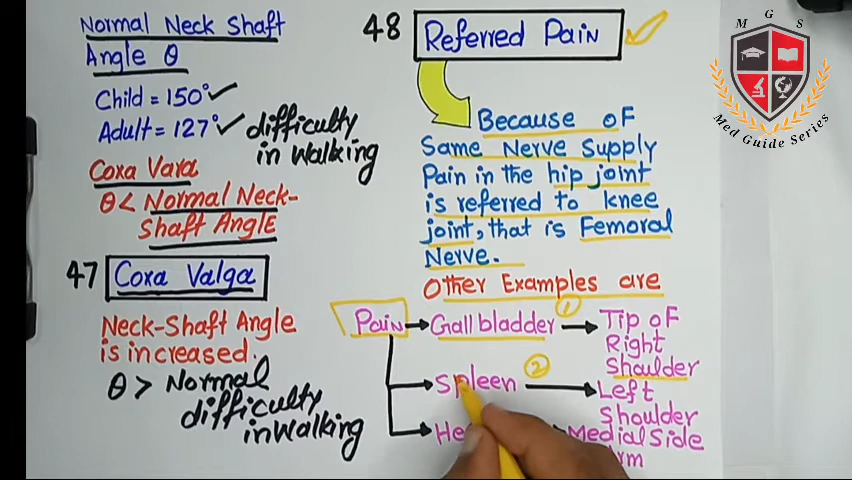 Normal Neck Shaft
Angle θ
Child = 150°✓
Adult = 127°✓
difficulty
in walking
Coxa Vara
θ < Normal Neck-
Shaft Angle
47 Coxa Valga
Neck-Shaft Angle
is increased.
θ > Normal
difficulty
in walking
48 Referred Pain
Because of
Same Nerve Supply
Pain in the hip joint
is referred to knee
joint, that is Femoral
Nerve.
Other Examples are
Pain → Gall bladder 1 → Tip of
Right
Shoulder
Spleen 2 → Left
Shoulder
Medial Side
M G S
Med Guide Series